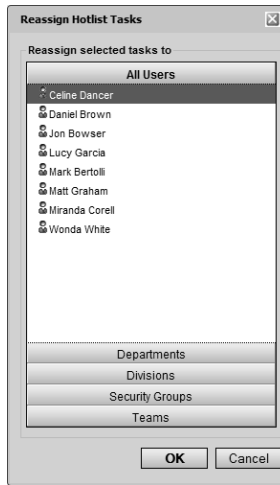 Reassign Hotlist Tasks
Reassign selected tasks to
All Users
Celine Dancer
Daniel Brown
Jon Bowser
Lucy Garcia
Mark Bertolli
Matt Graham
Miranda Corell
Wonda White
Departments
Divisions
Security Groups
Teams
OK
Cancel